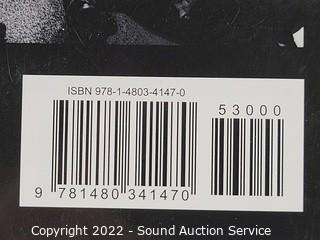 ISBN 978-1-4803-4147-0
53000
9 781480 341470
Copyright 2022 - Sound Auction Service